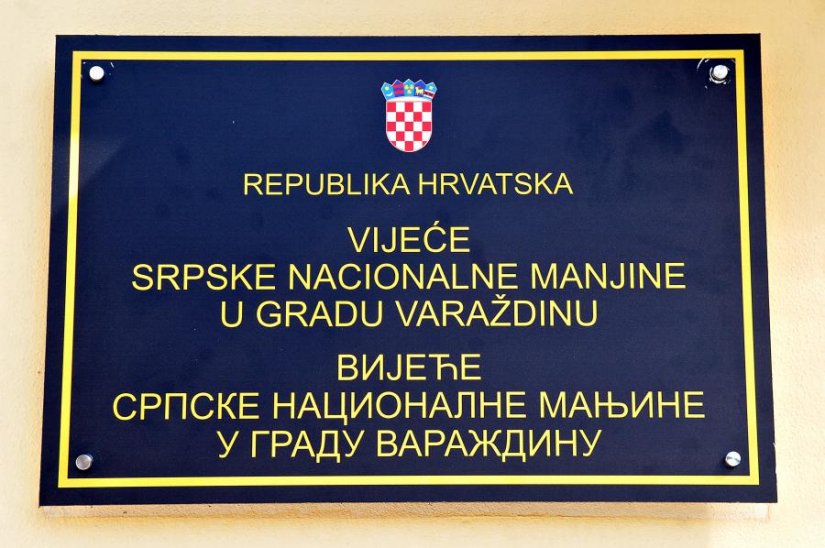 REPUBLIKA HRVATSKA
VIJEĆE
SRPSKE NACIONALNE MANJINE
U GRADU VARAŽDINU
ВИЈЕЋЕ
СРПСКЕ НАЦИОНАЛНЕ МАЊИНЕ
У ГРАДУ ВАРАЖДИНУ